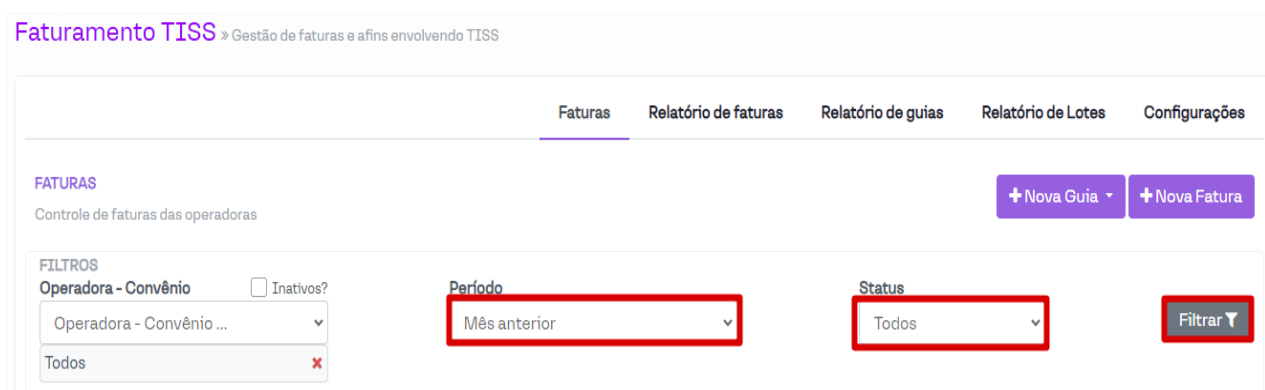 Faturamento TISS » Gestão de faturas e afins envolvendo TISS
Faturas Relatório de faturas Relatório de guias Relatório de Lotes Configurações
FATURAS
+ Nova Guia + Nova Fatura
Controle de faturas das operadoras
FILTROS
Operadora - Convênio Inativos? Período Status
Operadora - Convênio ... Mês anterior Todos Filtrar
Todos ×